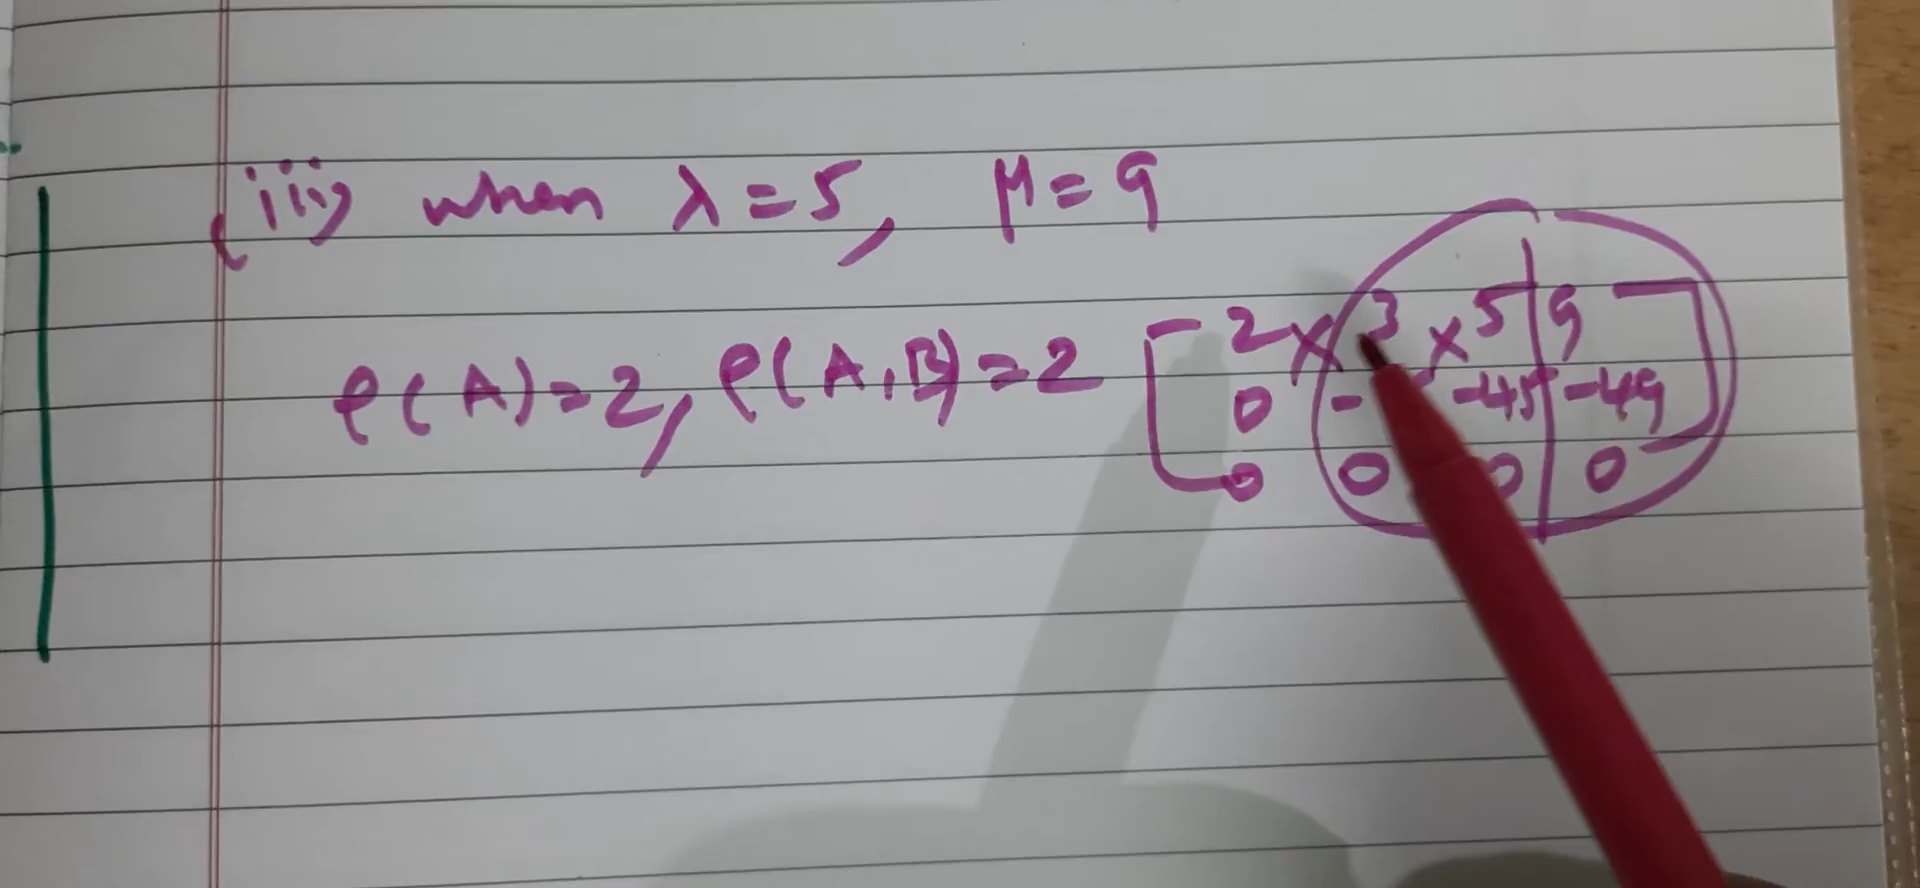 (iii) when λ=5, μ=9
ρ(A)=2, ρ(A,B)=2
2 × 3 × 5 | 9
0 - -45 | -49
0 0 0 | 0